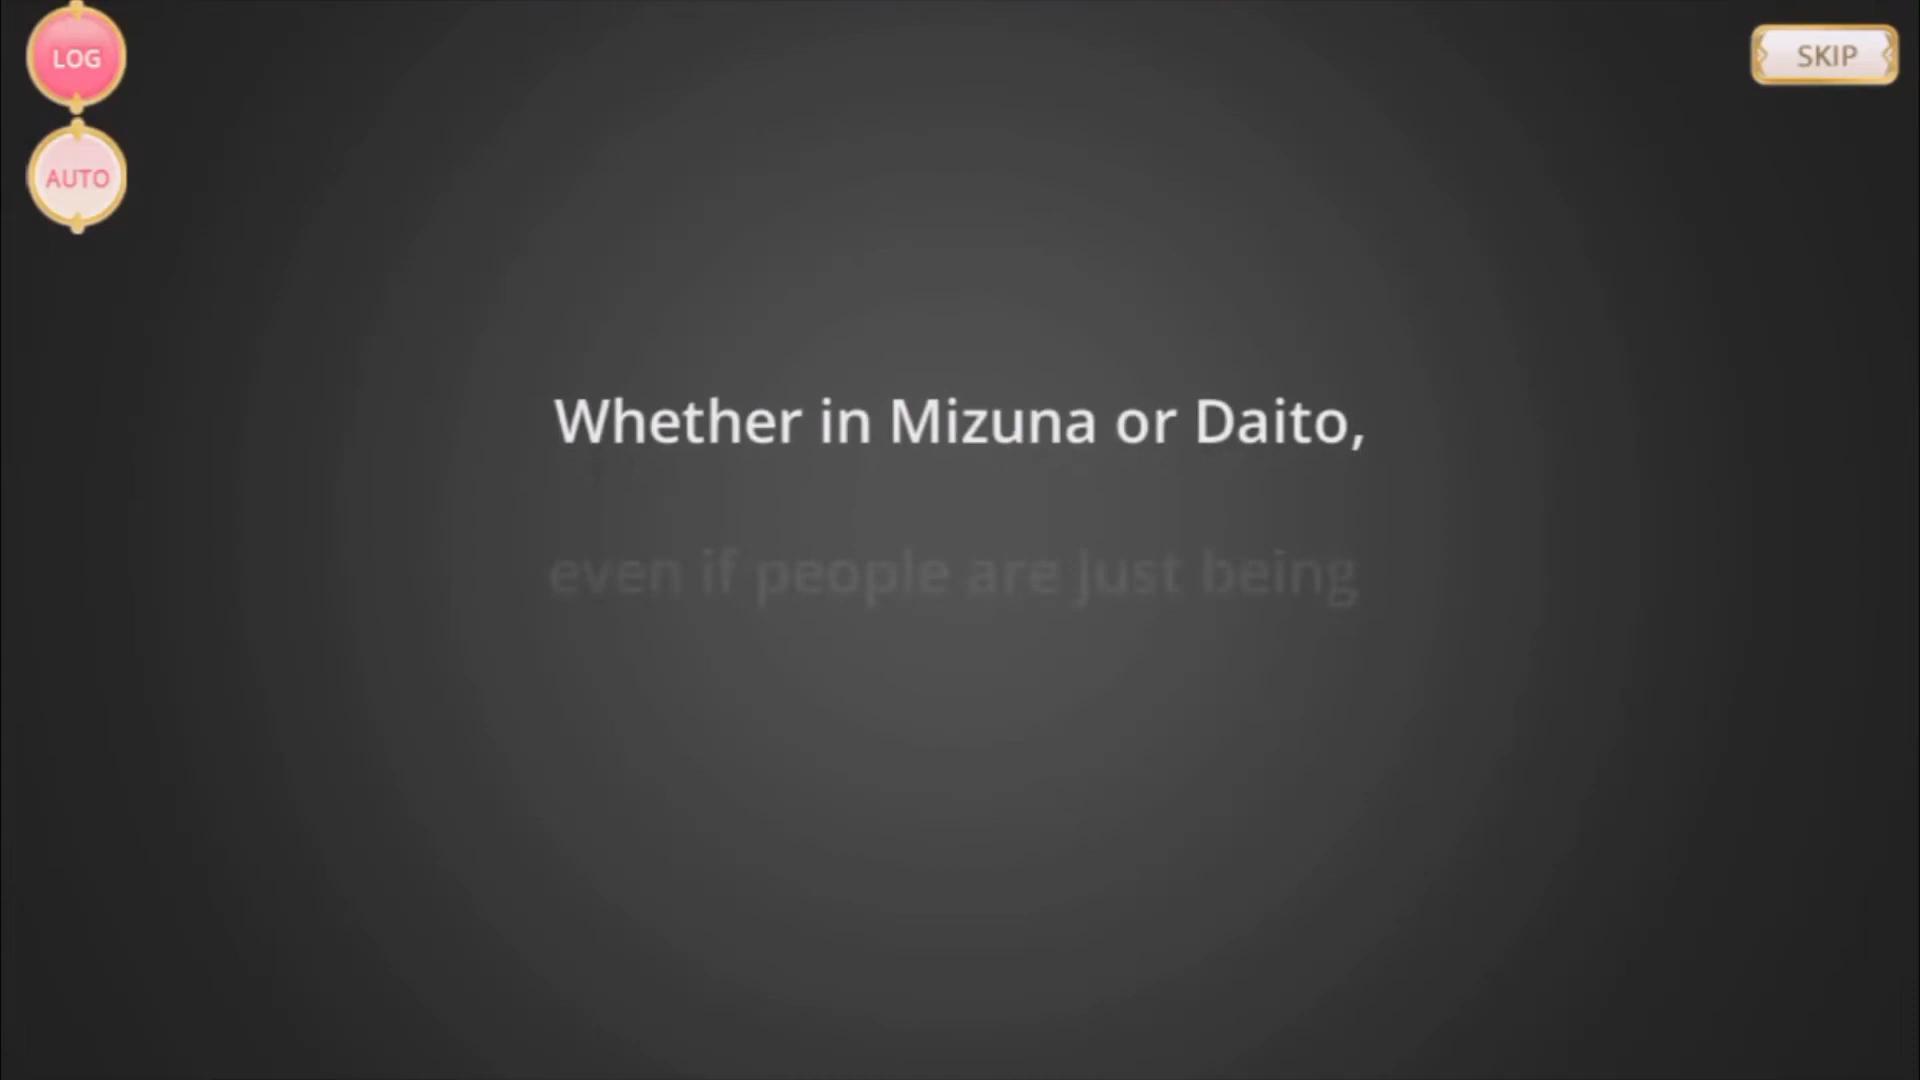 LOG
SKIP
AUTO
Whether in Mizuna or Daito,
even if people are just being